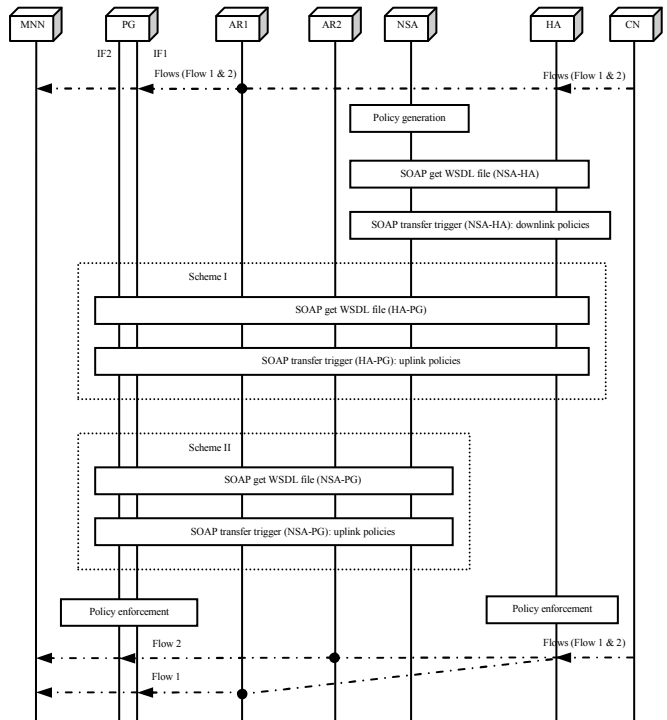 MNN
PG
AR1
AR2
NSA
HA
CN
IF2
IF1
Flows (Flow 1 & 2)
Flows (Flow 1 & 2)
Policy generation
SOAP get WSDL file (NSA-HA)
SOAP transfer trigger (NSA-HA): downlink policies
Scheme I
SOAP get WSDL file (HA-PG)
SOAP transfer trigger (HA-PG): uplink policies
Scheme II
SOAP get WSDL file (NSA-PG)
SOAP transfer trigger (NSA-PG): uplink policies
Policy enforcement
Policy enforcement
Flow 2
Flows (Flow 1 & 2)
Flow 1